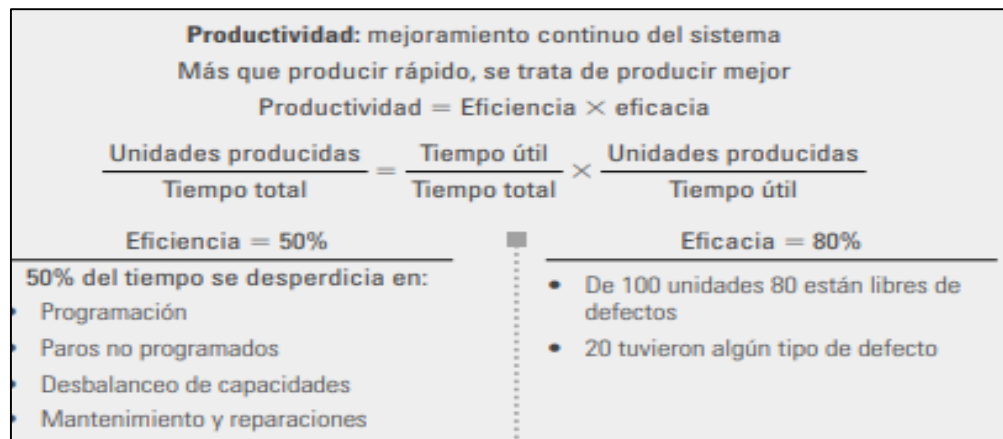 Productividad: mejoramiento continuo del sistema
Más que producir rápido, se trata de producir mejor
Productividad = Eficiencia × eficacia
Unidades producidas / Tiempo total = Tiempo útil / Tiempo total × Unidades producidas / Tiempo útil
Eficiencia = 50%
50% del tiempo se desperdicia en:
• Programación
• Paros no programados
• Desbalanceo de capacidades
• Mantenimiento y reparaciones
Eficacia = 80%
• De 100 unidades 80 están libres de
defectos
• 20 tuvieron algún tipo de defecto